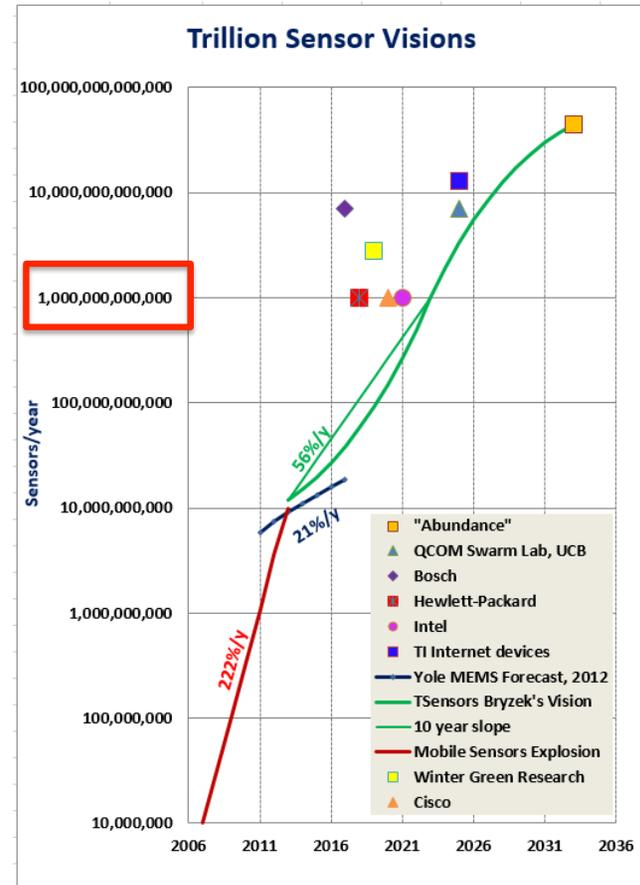 Trillion Sensor Visions
100,000,000,000,000
10,000,000,000,000
1,000,000,000,000
100,000,000,000
10,000,000,000
1,000,000,000
100,000,000
10,000,000
Sensors/year
56%/y
21%/y
222%/y
"Abundance"
QCOM Swarm Lab, UCB
Bosch
Hewlett-Packard
Intel
TI Internet devices
Yole MEMS Forecast, 2012
TSensors Bryzek's Vision
10 year slope
Mobile Sensors Explosion
Winter Green Research
Cisco
2006 2011 2016 2021 2026 2031 2036